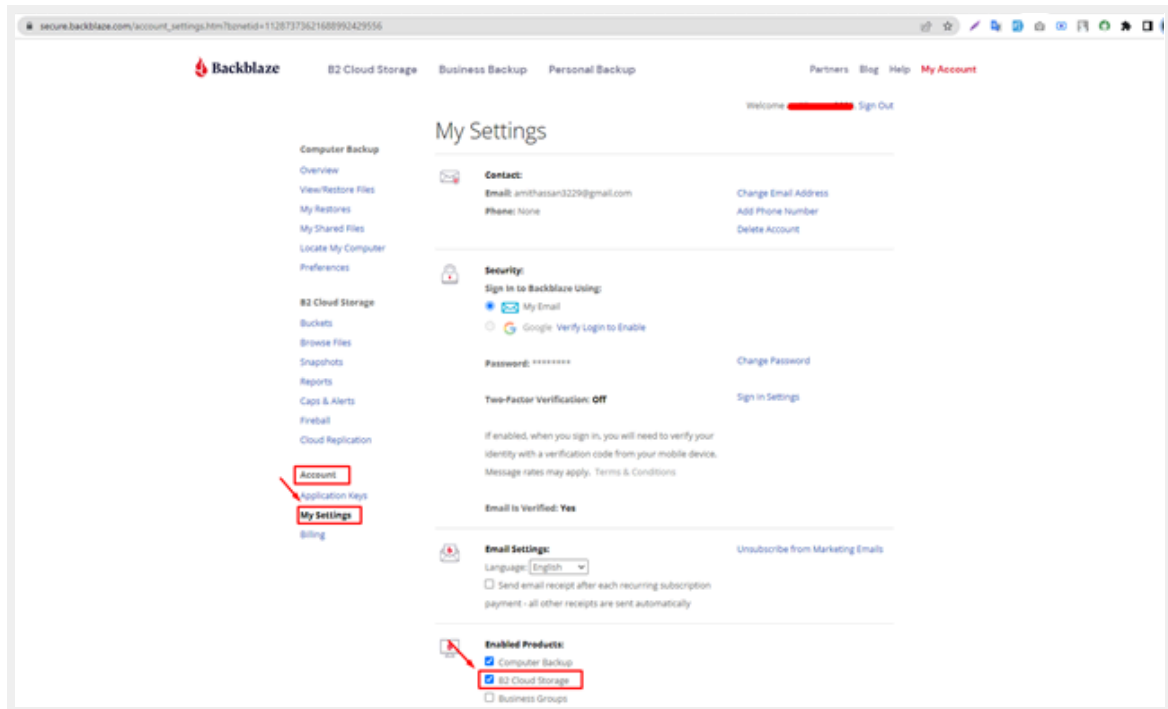 secure.backblaze.com/account_settings.htm?bznetid=11287373621688992429556
Backblaze B2 Cloud Storage Business Backup Personal Backup Partners Blog Help My Account
Welcome Sign Out
My Settings
Computer Backup
Overview
View/Restore Files
My Restores
My Shared Files
Locate My Computer
Preferences
B2 Cloud Storage
Buckets
Browse Files
Snapshots
Reports
Caps & Alerts
Fireball
Cloud Replication
Account
Application Keys
My Settings
Billing
Contact:
Email: amithassan3229@gmail.com Change Email Address
Phone: None Add Phone Number
Delete Account
Security:
Sign In to Backblaze Using:
My Email
Google Verify Login to Enable
Password: ******** Change Password
Two-Factor Verification: Off Sign In Settings
If enabled, when you sign in, you will need to verify your
identity with a verification code from your mobile device.
Message rates may apply. Terms & Conditions
Email Is Verified: Yes
Email Settings: Unsubscribe from Marketing Emails
Language: English
Send email receipt after each recurring subscription
payment - all other receipts are sent automatically
Enabled Products:
Computer Backup
B2 Cloud Storage
Business Groups